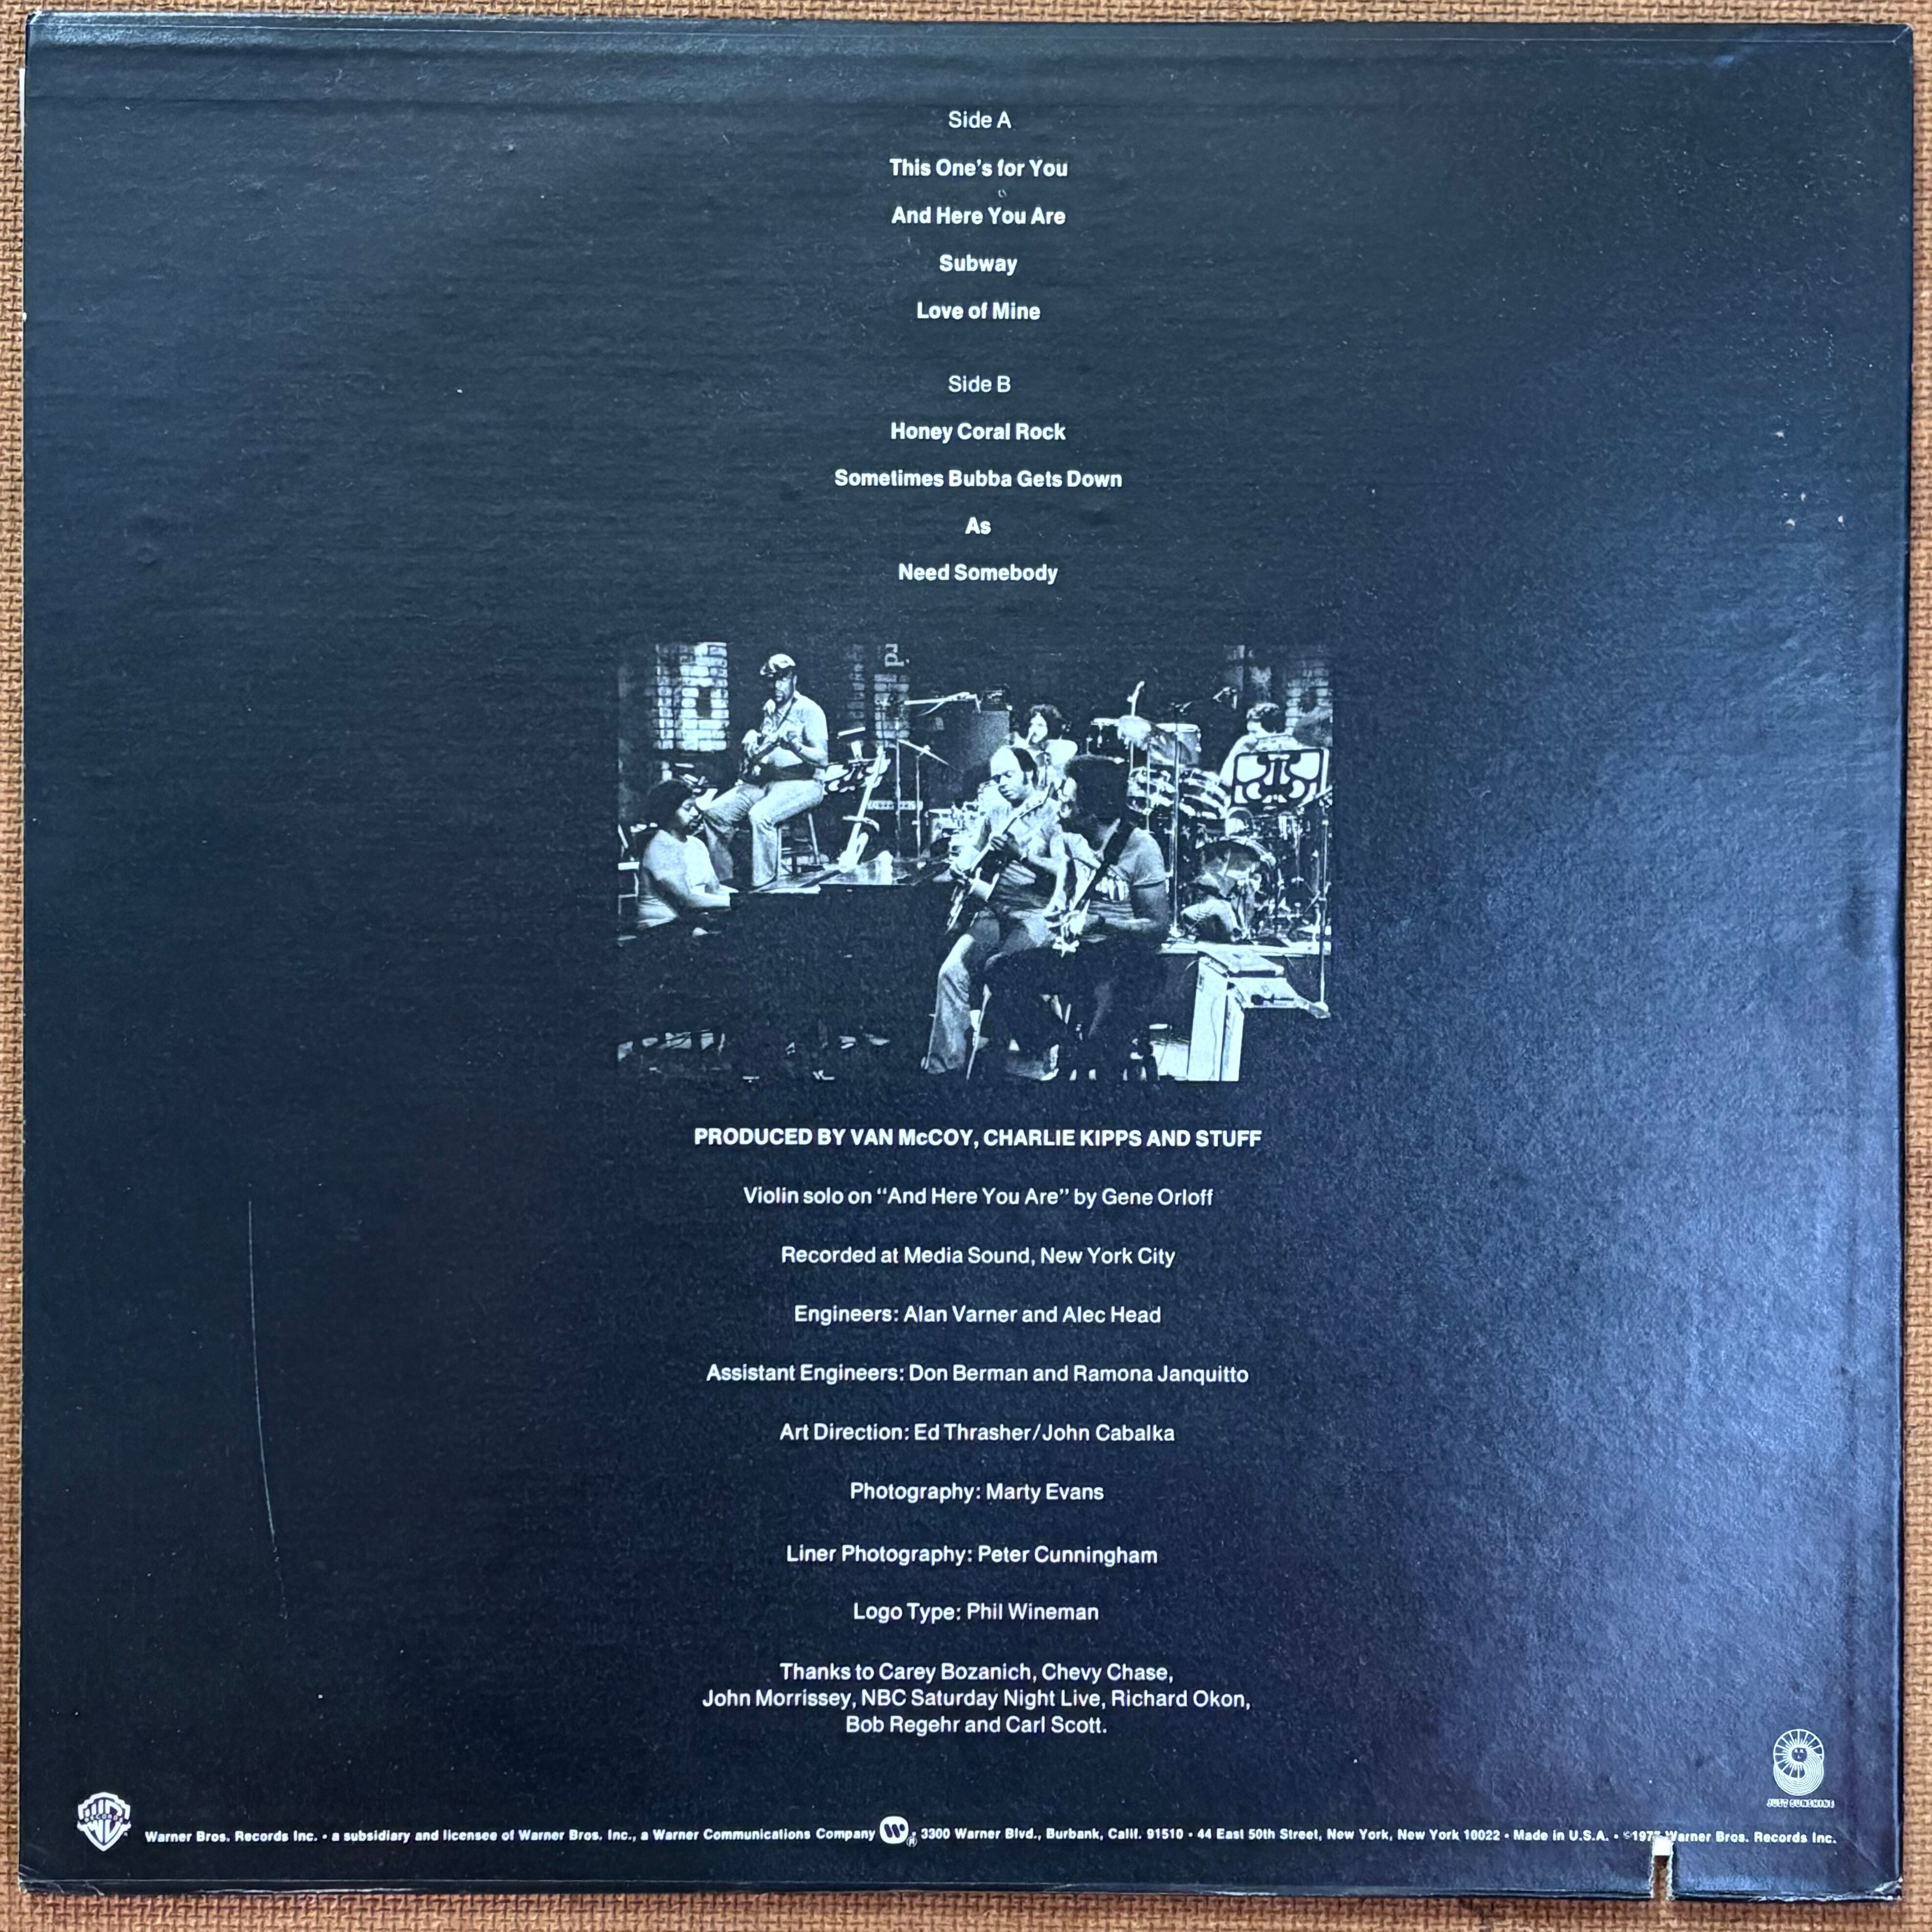 Side A
This One's for You
And Here You Are
Subway
Love of Mine
Side B
Honey Coral Rock
Sometimes Bubba Gets Down
As
Need Somebody
PRODUCED BY VAN McCOY, CHARLIE KIPPS AND STUFF
Violin solo on “And Here You Are” by Gene Orloff
Recorded at Media Sound, New York City
Engineers: Alan Varner and Alec Head
Assistant Engineers: Don Berman and Ramona Janquitto
Art Direction: Ed Thrasher/John Cabalka
Photography: Marty Evans
Liner Photography: Peter Cunningham
Logo Type: Phil Wineman
Thanks to Carey Bozanich, Chevy Chase,
John Morrissey, NBC Saturday Night Live, Richard Okon,
Bob Regehr and Carl Scott.
JUST SUNSHINE
Warner Bros. Records Inc. • a subsidiary and licensee of Warner Bros. Inc., a Warner Communications Company ® 3300 Warner Blvd., Burbank, Calif. 91510 • 44 East 50th Street, New York, New York 10022 • Made in U.S.A. • © Warner Bros. Records Inc.